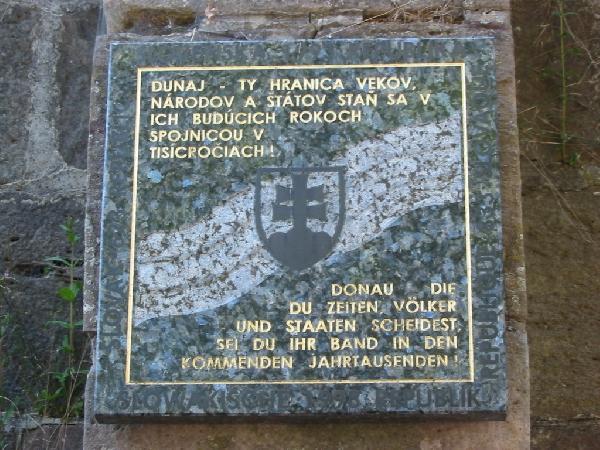 DUNAJ - TY HRANICA VEKOV,
NÁRODOV A ŠTÁTOV STAŇ SA V
ICH BUDÚCICH ROKOCH
SPOJNICOU V
TISÍCROČIACH!
DONAU DIE
DU ZEITEN, VÖLKER
UND STAATEN SCHEIDEST,
SEI DU IHR BAND IN DEN
KOMMENDEN JAHRTAUSENDEN!
SLOWAKISCHE REPUBLIK